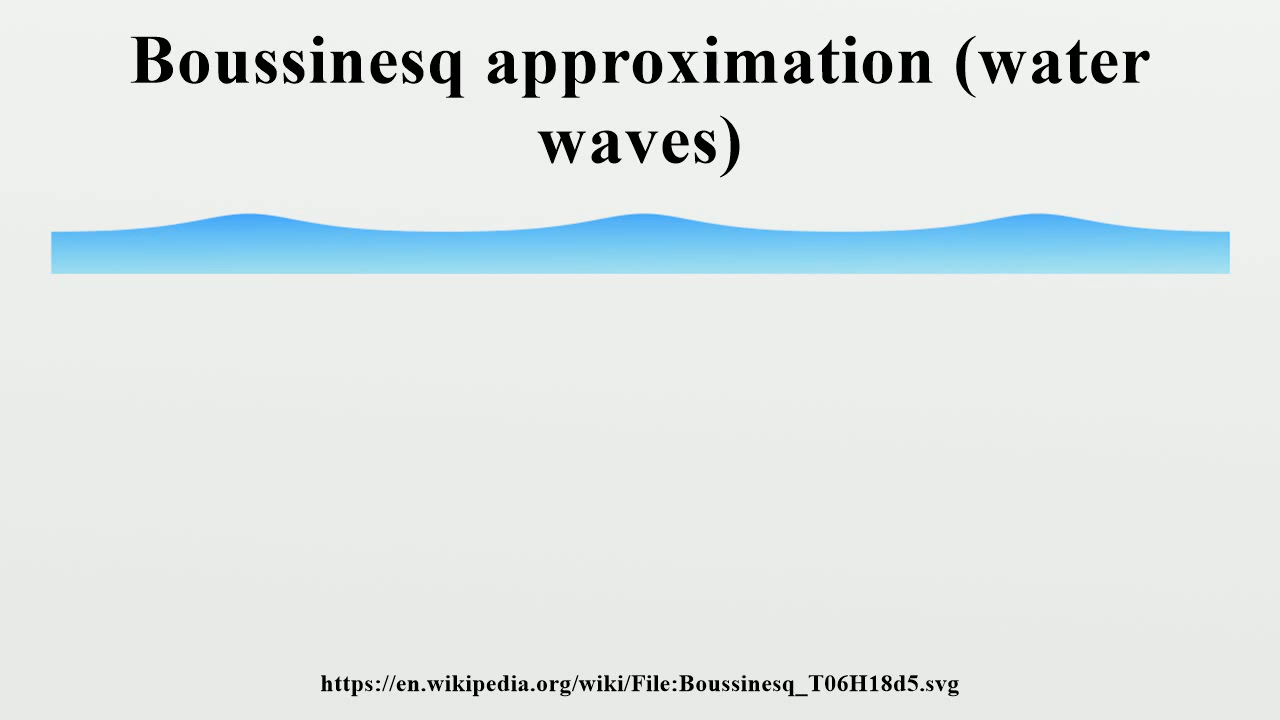 Boussinesq approximation (water
waves)
https://en.wikipedia.org/wiki/File:Boussinesq_T06H18d5.svg